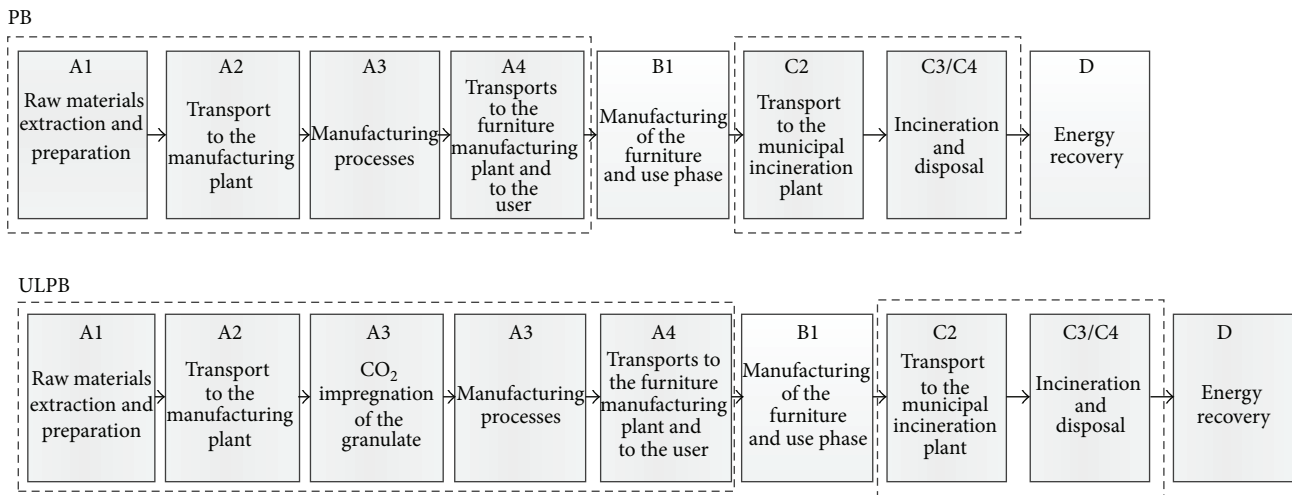 PB
A1
Raw materials
extraction and
preparation
A2
Transport
to the
manufacturing
plant
A3
Manufacturing
processes
A4
Transports
to the
furniture
manufacturing
plant and
to the
user
B1
Manufacturing
of the
furniture
and use phase
C2
Transport
to the
municipal
incineration
plant
C3/C4
Incineration
and
disposal
D
Energy
recovery
ULPB
A1
Raw materials
extraction and
preparation
A2
Transport
to the
manufacturing
plant
A3
CO2
impregnation
of the
granulate
A3
Manufacturing
processes
A4
Transports to
the furniture
manufacturing
plant and
to the user
B1
Manufacturing
of the
furniture
and use phase
C2
Transport
to the
municipal
incineration
plant
C3/C4
Incineration
and
disposal
D
Energy
recovery